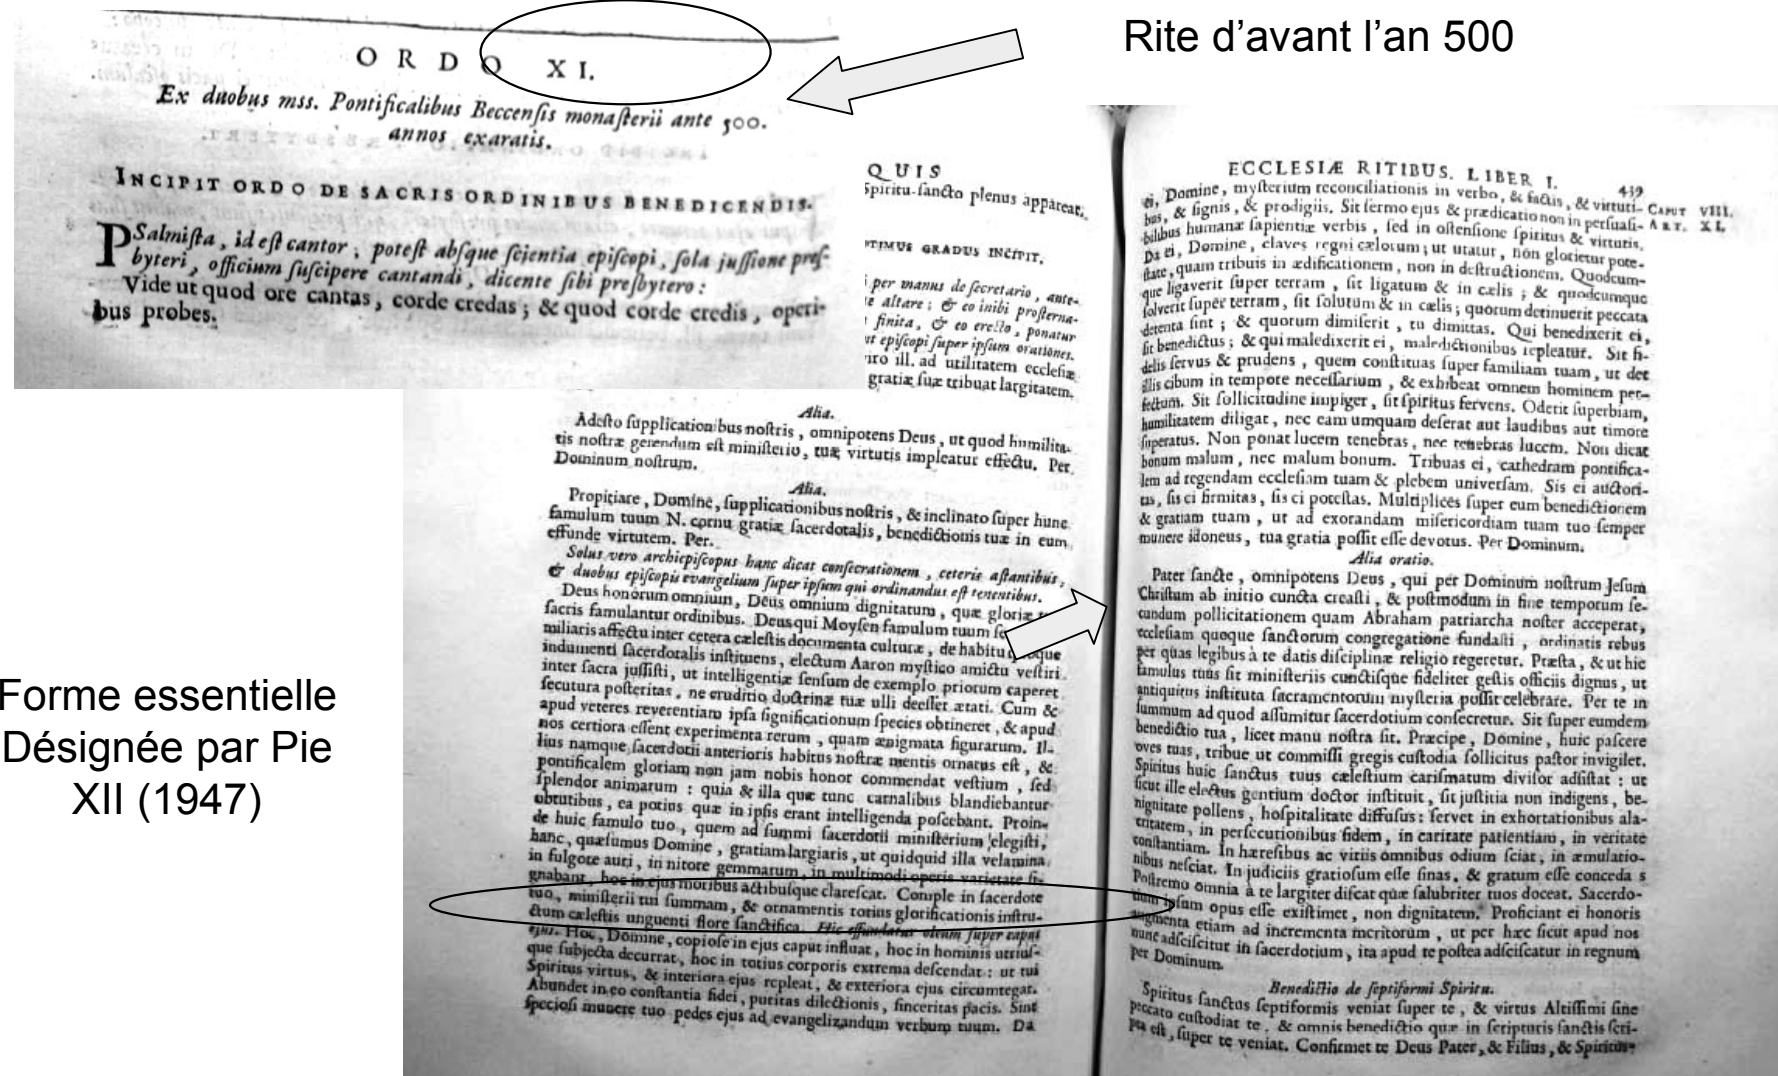 Rite d’avant l’an 500
O R D O XI.
Ex duobus mss. Pontificalibus Beccenſis monaſterii ante 500.
annos exaratis.
INCIPIT ORDO DE SACRIS ORDINIBUS BENEDICENDIS.
PSalmiſta, id eſt cantor, poteſt abſque ſcientia epiſcopi, ſola juſſione preſ-
byteri, officium ſuſcipere cantandi, dicente ſibi preſbytero:
Vide ut quod ore cantas, corde credas; & quod corde credis, operi-
bus probes.
Forme essentielle
Désignée par Pie
XII (1947)
QUIS
Spiritu-ſancto plenus appareat.
TIMUS GRADUS INCIPIT.
per manus de ſecretario, ante-
altare; & eo inibi proſterna-
finita, & eo erecto, ponatur
epiſcopi ſuper ipſum orationes.
viro ill. ad utilitatem eccleſiæ
gratiæ ſuæ tribuat largitatem.
Alia.
Adeſto ſupplicationibus noſtris, omnipotens Deus, ut quod humilita-
tis noſtræ gerendum eſt miniſterio, tuæ virtutis impleatur effectu. Per
Dominum noſtrum.
Alia.
Propitiare, Domine, ſupplicationibus noſtris, & inclinato ſuper hunc
famulum tuum N. cornu gratiæ ſacerdotalis, benedictionis tuæ in eum
effunde virtutem. Per.
Solus vero archiepiſcopus hanc dicat conſecrationem, ceteris aſtantibus,
& duobus epiſcopis evangelium ſuper ipſum qui ordinandus eſt tenentibus.
Deus honorum omnium, Deus omnium dignitatum, quæ gloriæ
ſacris famulantur ordinibus. Deus qui Moyſen famulum tuum
miliaris affectu inter cetera cæleſtis documenta culturæ, de habitu quoque
indumenti ſacerdotalis inſtituens, electum Aaron myſtico amictu veſtiri
inter ſacra juſſiſti, ut intelligentiæ ſenſum de exemplo priorum caperet
ſecutura poſteritas, ne eruditio doctrinæ tuæ ulli deeſſet ætati. Cum &
apud veteres reverentiam ipſa ſignificationum ſpecies obtineret, & apud
nos certiora eſſent experimenta rerum, quam ænigmata figurarum. Il-
lius namque ſacerdotii anterioris habitus noſtræ mentis ornatus eſt, &
pontificalem gloriam non jam nobis honor commendat veſtium, ſed
ſplendor animarum: quia & illa quæ tunc carnalibus blandiebantur
obtutibus, ea potius quæ in ipſis erant intelligenda poſcebant. Proin-
de huic famulo tuo, quem ad ſummi ſacerdotii miniſterium elegiſti,
hanc, quæſumus Domine, gratiam largiaris, ut quidquid illa velamina
in fulgore auri, in nitore gemmarum, in multimodi operis varietate ſi-
gnabant, hoc in ejus moribus actibuſque clareſcat. Comple in ſacerdote
tuo, miniſterii tui ſummam, & ornamentis totius glorificationis inſtru-
ctum cæleſtis unguenti flore ſanctifica. Hic effundatur oleum ſuper caput
ejus. Hoc, Domine, copioſe in ejus caput influat, hoc in hominis utriuſ-
que ſubjecta decurrat, hoc in totius corporis extrema deſcendat: ut tui
Spiritus virtus, & interiora ejus repleat, & exteriora ejus circumtegat.
Abundet in eo conſtantia fidei, puritas dilectionis, ſinceritas pacis. Sint
ſpecioſi munere tuo pedes ejus ad evangelizandum verbum tuum. Da
ECCLESIÆ RITIBUS. LIBER I. 439
CAPUT VIII.
ART. XI.
ei, Domine, myſterium reconciliationis in verbo, & factis, & virtuti-
bus, & ſignis, & prodigiis. Sit ſermo ejus & prædicatio non in perſuaſi-
bilibus humanæ ſapientiæ verbis, ſed in oſtenſione ſpiritus & virtutis.
Da ei, Domine, claves regni cælorum; ut utatur, non glorietur pote-
ſtate, quam tribuis in ædificationem, non in deſtructionem. Quodcum-
que ligaverit ſuper terram, ſit ligatum & in cælis; & quodcumque
ſolverit ſuper terram, ſit ſolutum & in cælis; quorum detinuerit peccata
detenta ſint; & quorum dimiſerit, tu dimittas. Qui benedixerit ei,
ſit benedictus; & qui maledixerit ei, maledictionibus repleatur. Sit fi-
delis ſervus & prudens, quem conſtituas ſuper familiam tuam, ut det
illis cibum in tempore neceſſarium, & exhibeat omnem hominem per-
fectum. Sit ſollicitudine impiger, ſit ſpiritus fervens. Oderit ſuperbiam,
humilitatem diligat, nec eam umquam deſerat aut laudibus aut timore
ſuperatus. Non ponat lucem tenebras, nec tenebras lucem. Non dicat
bonum malum, nec malum bonum. Tribuas ei, cathedram pontifica-
lem ad regendam eccleſiam tuam & plebem univerſam. Sis ei auctori-
tas, ſis ei firmitas, ſis ei poteſtas. Multiplices ſuper eum benedictionem
& gratiam tuam, ut ad exorandam miſericordiam tuam tuo ſemper
munere idoneus, tua gratia poſſit eſſe devotus. Per Dominum.
Alia oratio.
Pater ſancte, omnipotens Deus, qui per Dominum noſtrum Jeſum
Chriſtum ab initio cuncta creaſti, & poſtmodum in fine temporum ſe-
cundum pollicitationem quam Abraham patriarcha noſter acceperat,
eccleſiam quoque ſanctorum congregatione fundaſti, ordinatis rebus
per quas legibus à te datis diſciplinæ religio regeretur. Præſta, & ut hic
famulus tuus ſit miniſteriis cunctiſque fideliter geſtis officiis dignus, ut
antiquitus inſtituta ſacramentorum myſteria poſſit celebrare. Per te in
ſummum ad quod aſſumitur ſacerdotium conſecretur. Sit ſuper eumdem
benedictio tua, licet manu noſtra ſit. Præcipe, Domine, huic paſcere
oves tuas, tribue ut commiſſi gregis cuſtodia ſollicitus paſtor invigilet.
Spiritus huic ſanctus tuus cæleſtium cariſmatum diviſor adſiſtat: ut
ſicut ille electus gentium doctor inſtituit, ſit juſtitia non indigens, be-
nignitate pollens, hoſpitalitate diffuſus: ſervet in exhortationibus ala-
critatem, in perſecutionibus fidem, in caritate patientiam, in veritate
conſtantiam. In hæreſibus ac vitiis omnibus odium ſciat, in æmulatio-
nibus neſciat. In judiciis gratioſum eſſe ſinas, & gratum eſſe conceda s
Poſtremo omnia à te largiter diſcat quæ ſalubriter tuos doceat. Sacerdo-
tium ipſum opus eſſe exiſtimet, non dignitatem. Proficiant ei honoris
augmenta etiam ad incrementa meritorum, ut per hæc ſicut apud nos
nunc adſciſcitur in ſacerdotium, ita apud te poſtea adſciſcatur in regnum
per Dominum.
Benedictio de ſeptiformi Spiritu.
Spiritus ſanctus ſeptiformis veniat ſuper te, & virtus Altiſſimi ſine
peccato cuſtodiat te, & omnis benedictio quæ in ſcripturis ſanctis ſcri-
pta eſt, ſuper te veniat. Confirmet te Deus Pater, & Filius, & Spiritus-